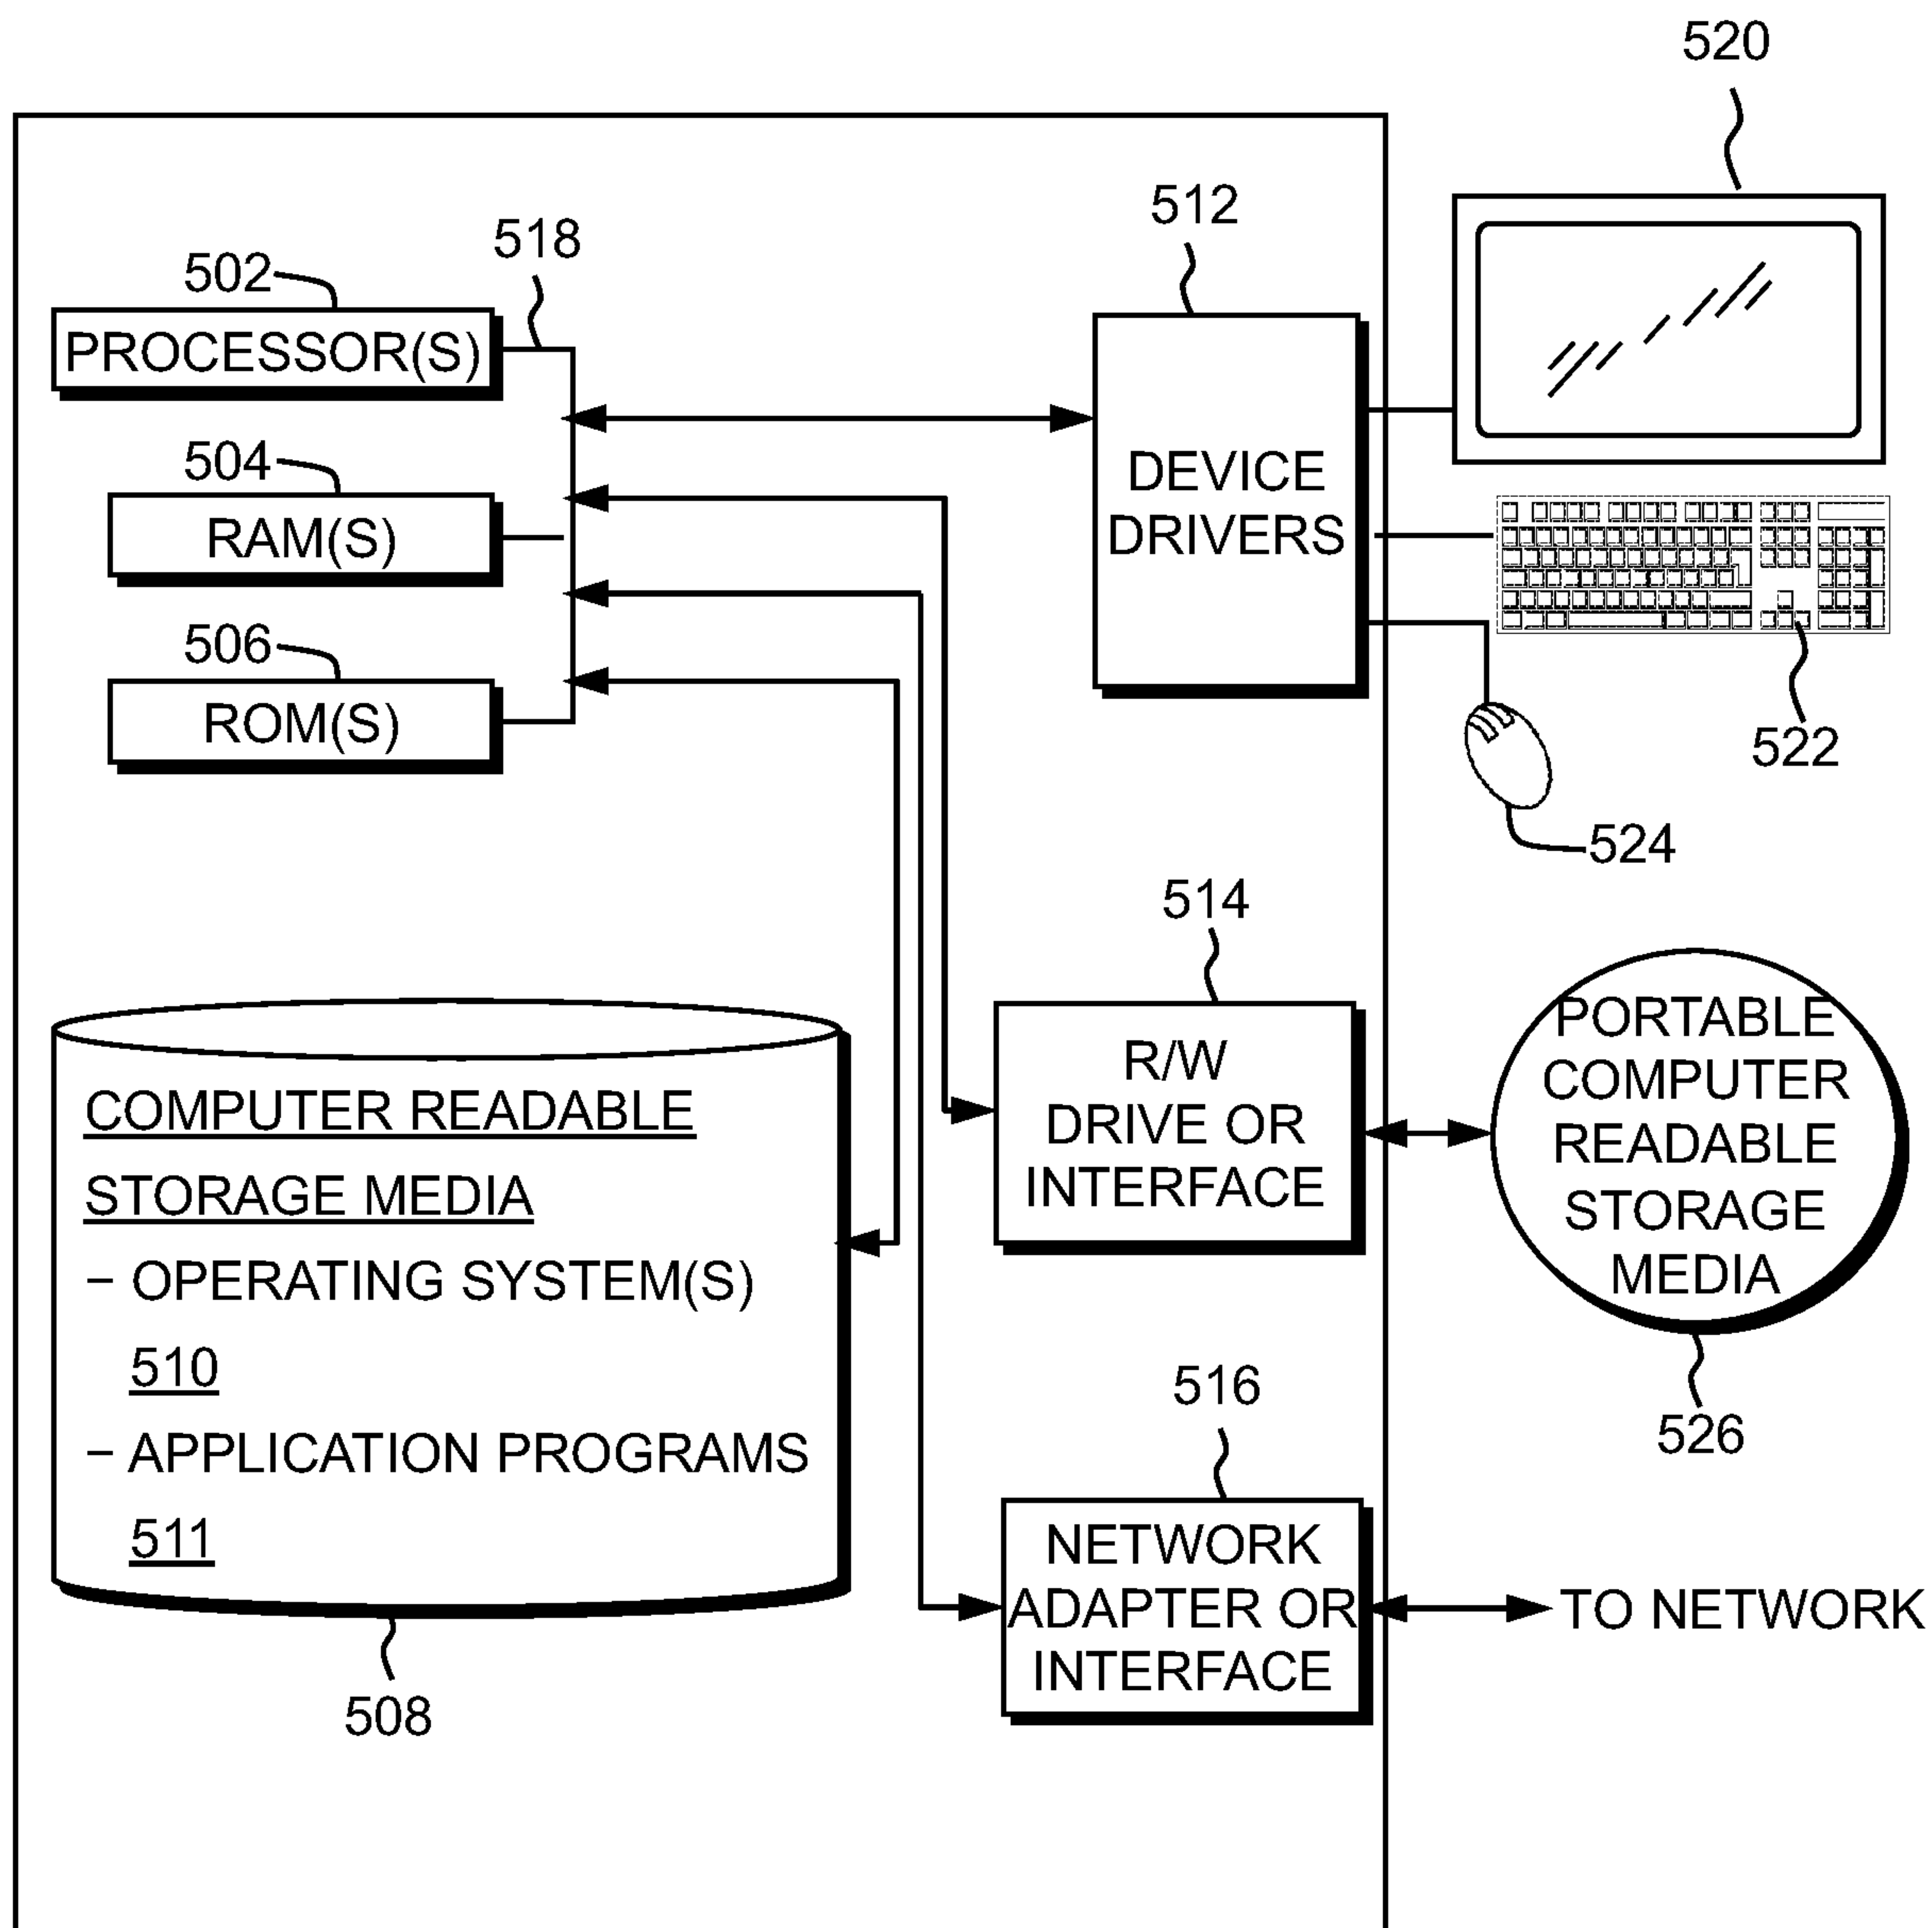 520
512
518
502
PROCESSOR(S)
504
RAM(S)
506
ROM(S)
DEVICE
DRIVERS
522
524
514
R/W
DRIVE OR
INTERFACE
PORTABLE
COMPUTER
READABLE
STORAGE
MEDIA
526
COMPUTER READABLE
STORAGE MEDIA
– OPERATING SYSTEM(S)
510
– APPLICATION PROGRAMS
511
508
516
NETWORK
ADAPTER OR
INTERFACE
TO NETWORK